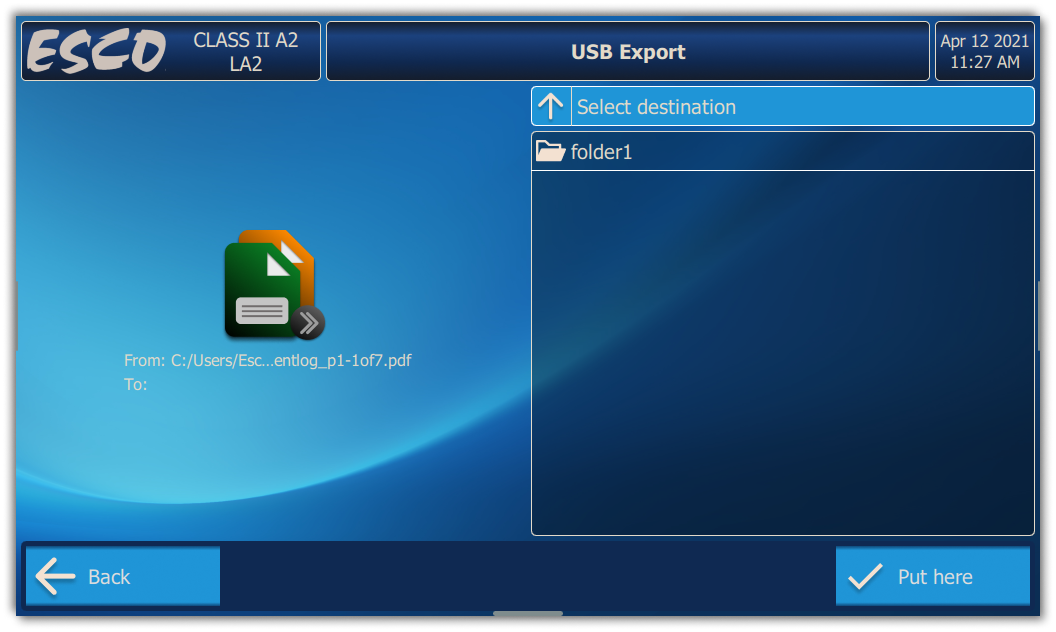 ESCO
CLASS II A2
LA2
USB Export
Apr 12 2021
11:27 AM
Select destination
folder1
From: C:/Users/Esc...entlog_p1-1of7.pdf
To:
Back
Put here